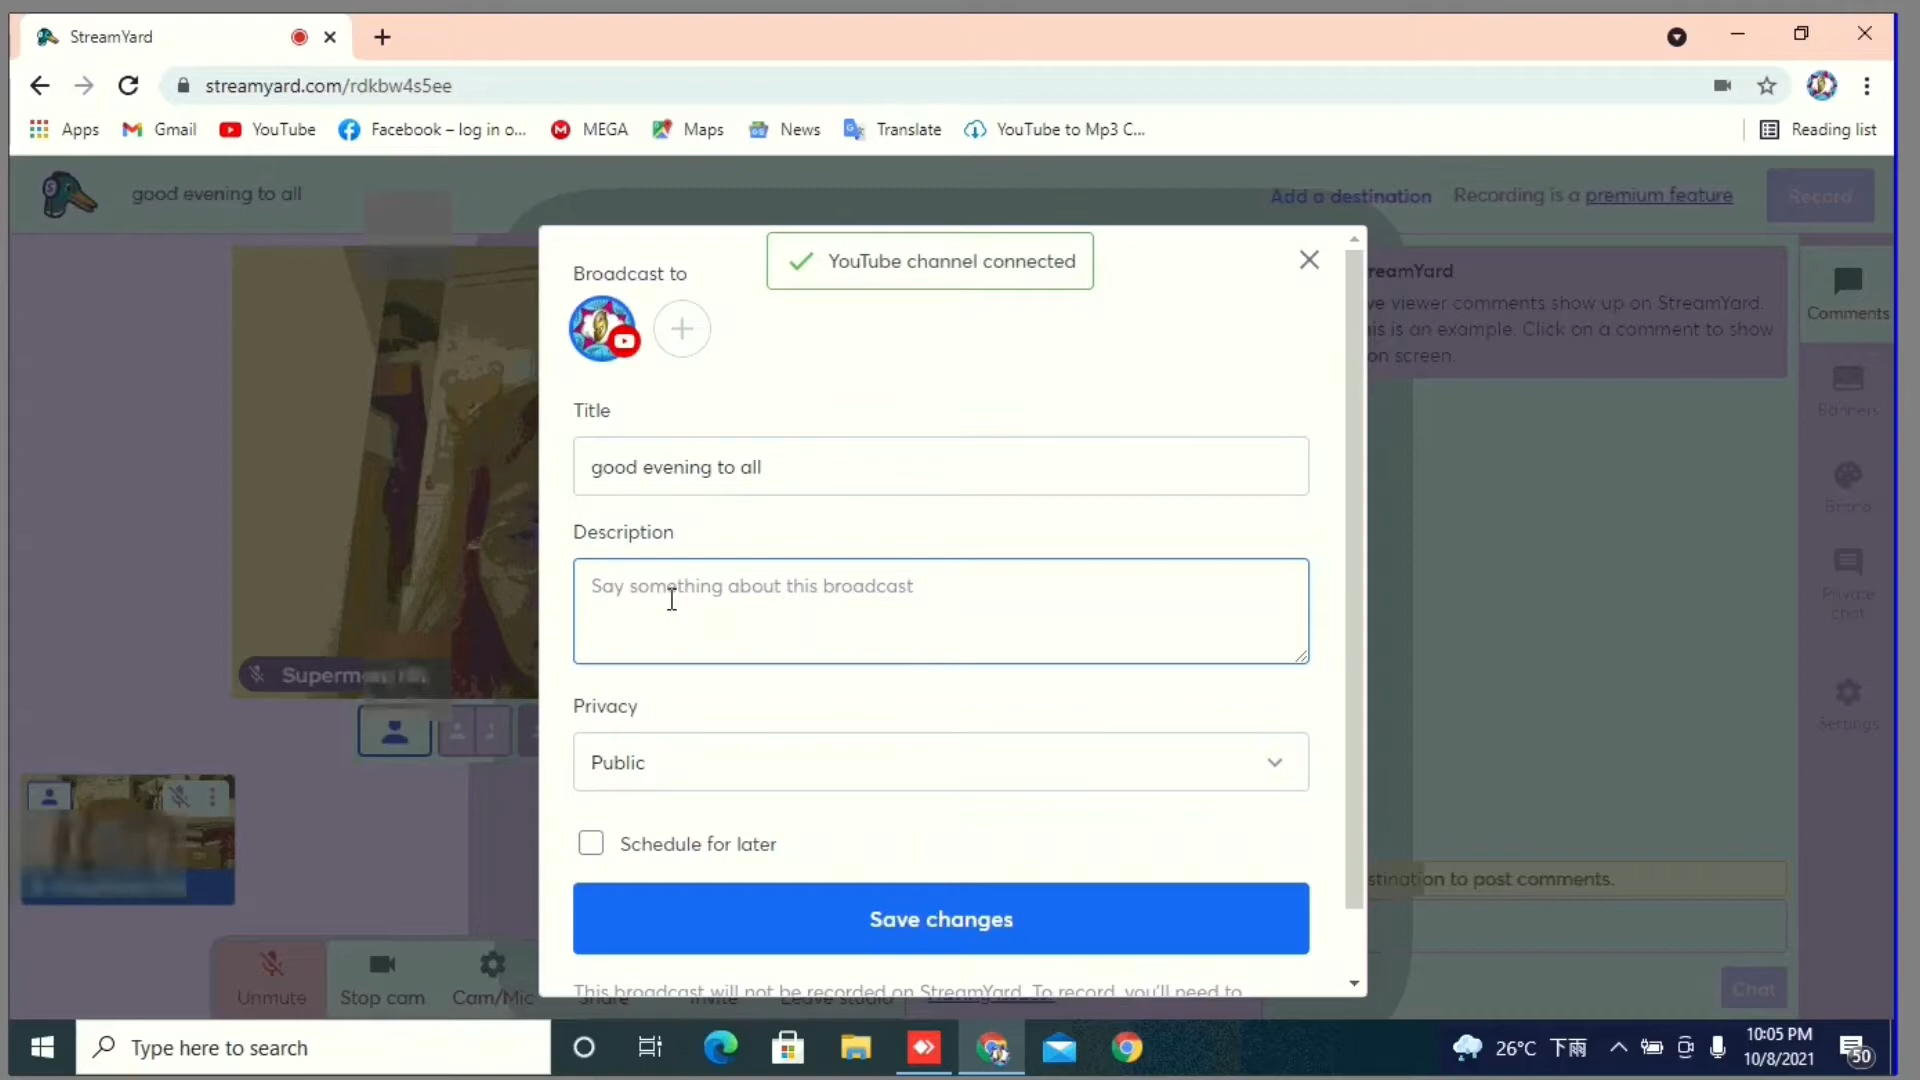 StreamYard
streamyard.com/rdkbw4s5ee
Apps Gmail YouTube Facebook – log in o... MEGA Maps News Translate YouTube to Mp3 C... Reading list
good evening to all Add a destination Recording is a premium feature Record
YouTube channel connected
Broadcast to
Title
good evening to all
Description
Say something about this broadcast
Privacy
Public
Schedule for later
Save changes
This broadcast will not be recorded on StreamYard. To record, you'll need to
reamYard
ve viewer comments show up on StreamYard.
his is an example. Click on a comment to show
on screen.
Comments
Banners
Brand
Private
chat
Settings
Superm
stination to post comments.
Chat
Unmute Stop cam Cam/Mic Share Invite Leave studio
Type here to search
26°C 下雨
10:05 PM
10/8/2021
50